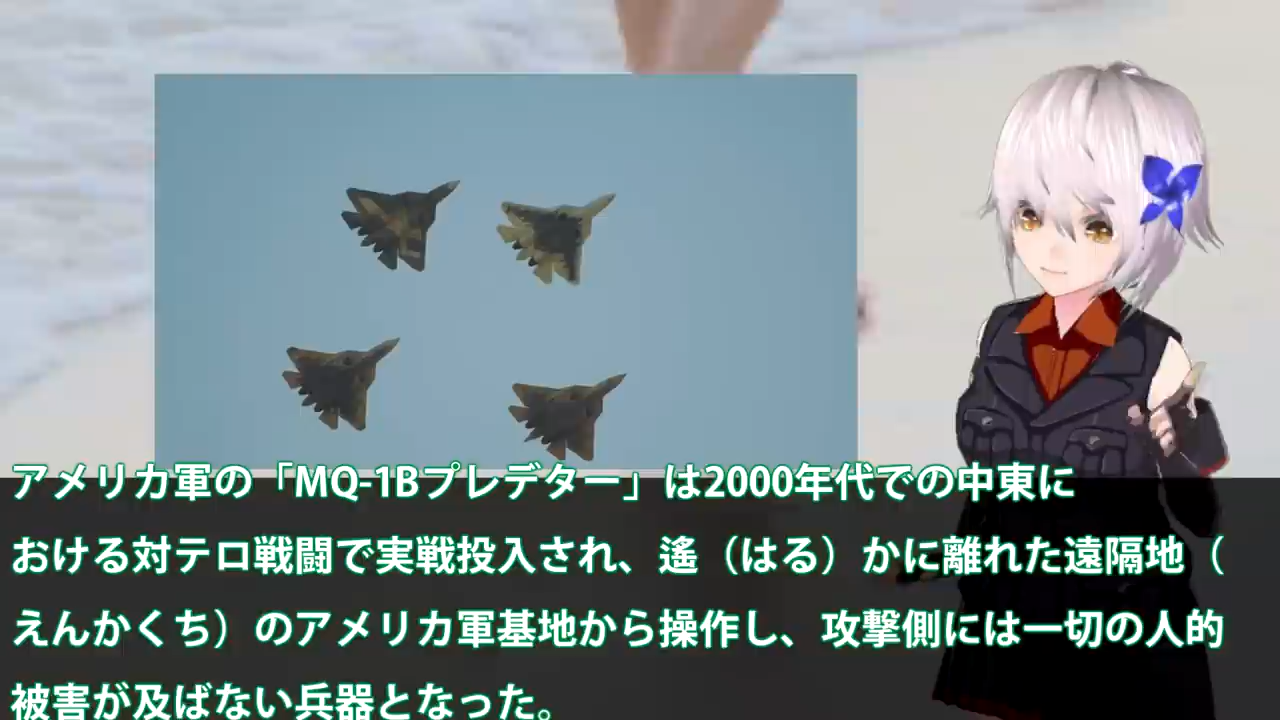 アメリカ軍の「MQ-1Bプレデター」は2000年代での中東に
おける対テロ戦闘で実戦投入され、遙（はる）かに離れた遠隔地（
えんかくち）のアメリカ軍基地から操作し、攻撃側には一切の人的
被害が及ばない兵器となった。